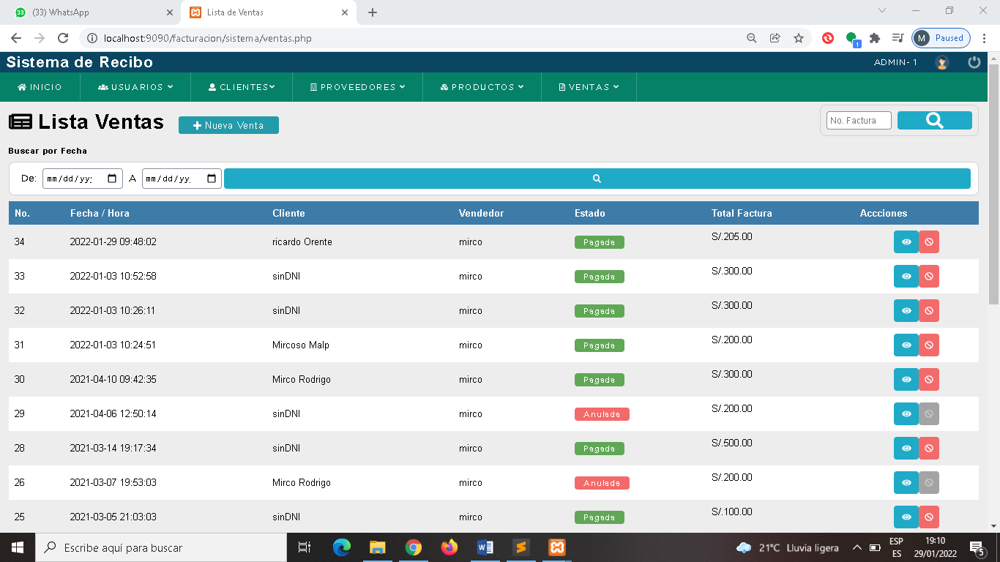 (33) WhatsApp
Lista de Ventas
localhost:9090/facturacion/sistema/ventas.php
1
M
Paused
Sistema de Recibo
ADMIN- 1
INICIO
USUARIOS
CLIENTES
PROVEEDORES
PRODUCTOS
VENTAS
Lista Ventas
Nueva Venta
No. Factura
Buscar por Fecha
De: mm/dd/yy A mm/dd/yy
No. Fecha / Hora Cliente Vendedor Estado Total Factura Accciones
34 2022-01-29 09:48:02 ricardo Orente mirco Pagada S/.205.00
33 2022-01-03 10:52:58 sinDNI mirco Pagada S/.300.00
32 2022-01-03 10:26:11 sinDNI mirco Pagada S/.300.00
31 2022-01-03 10:24:51 Mircoso Malp mirco Pagada S/.200.00
30 2021-04-10 09:42:35 Mirco Rodrigo mirco Pagada S/.300.00
29 2021-04-06 12:50:14 sinDNI mirco Anulada S/.200.00
28 2021-03-14 19:17:34 sinDNI mirco Pagada S/.500.00
26 2021-03-07 19:53:03 Mirco Rodrigo mirco Anulada S/.200.00
25 2021-03-05 21:03:03 sinDNI mirco Pagada S/.100.00
Escribe aquí para buscar
21°C Lluvia ligera
ESP
ES
19:10
29/01/2022
5